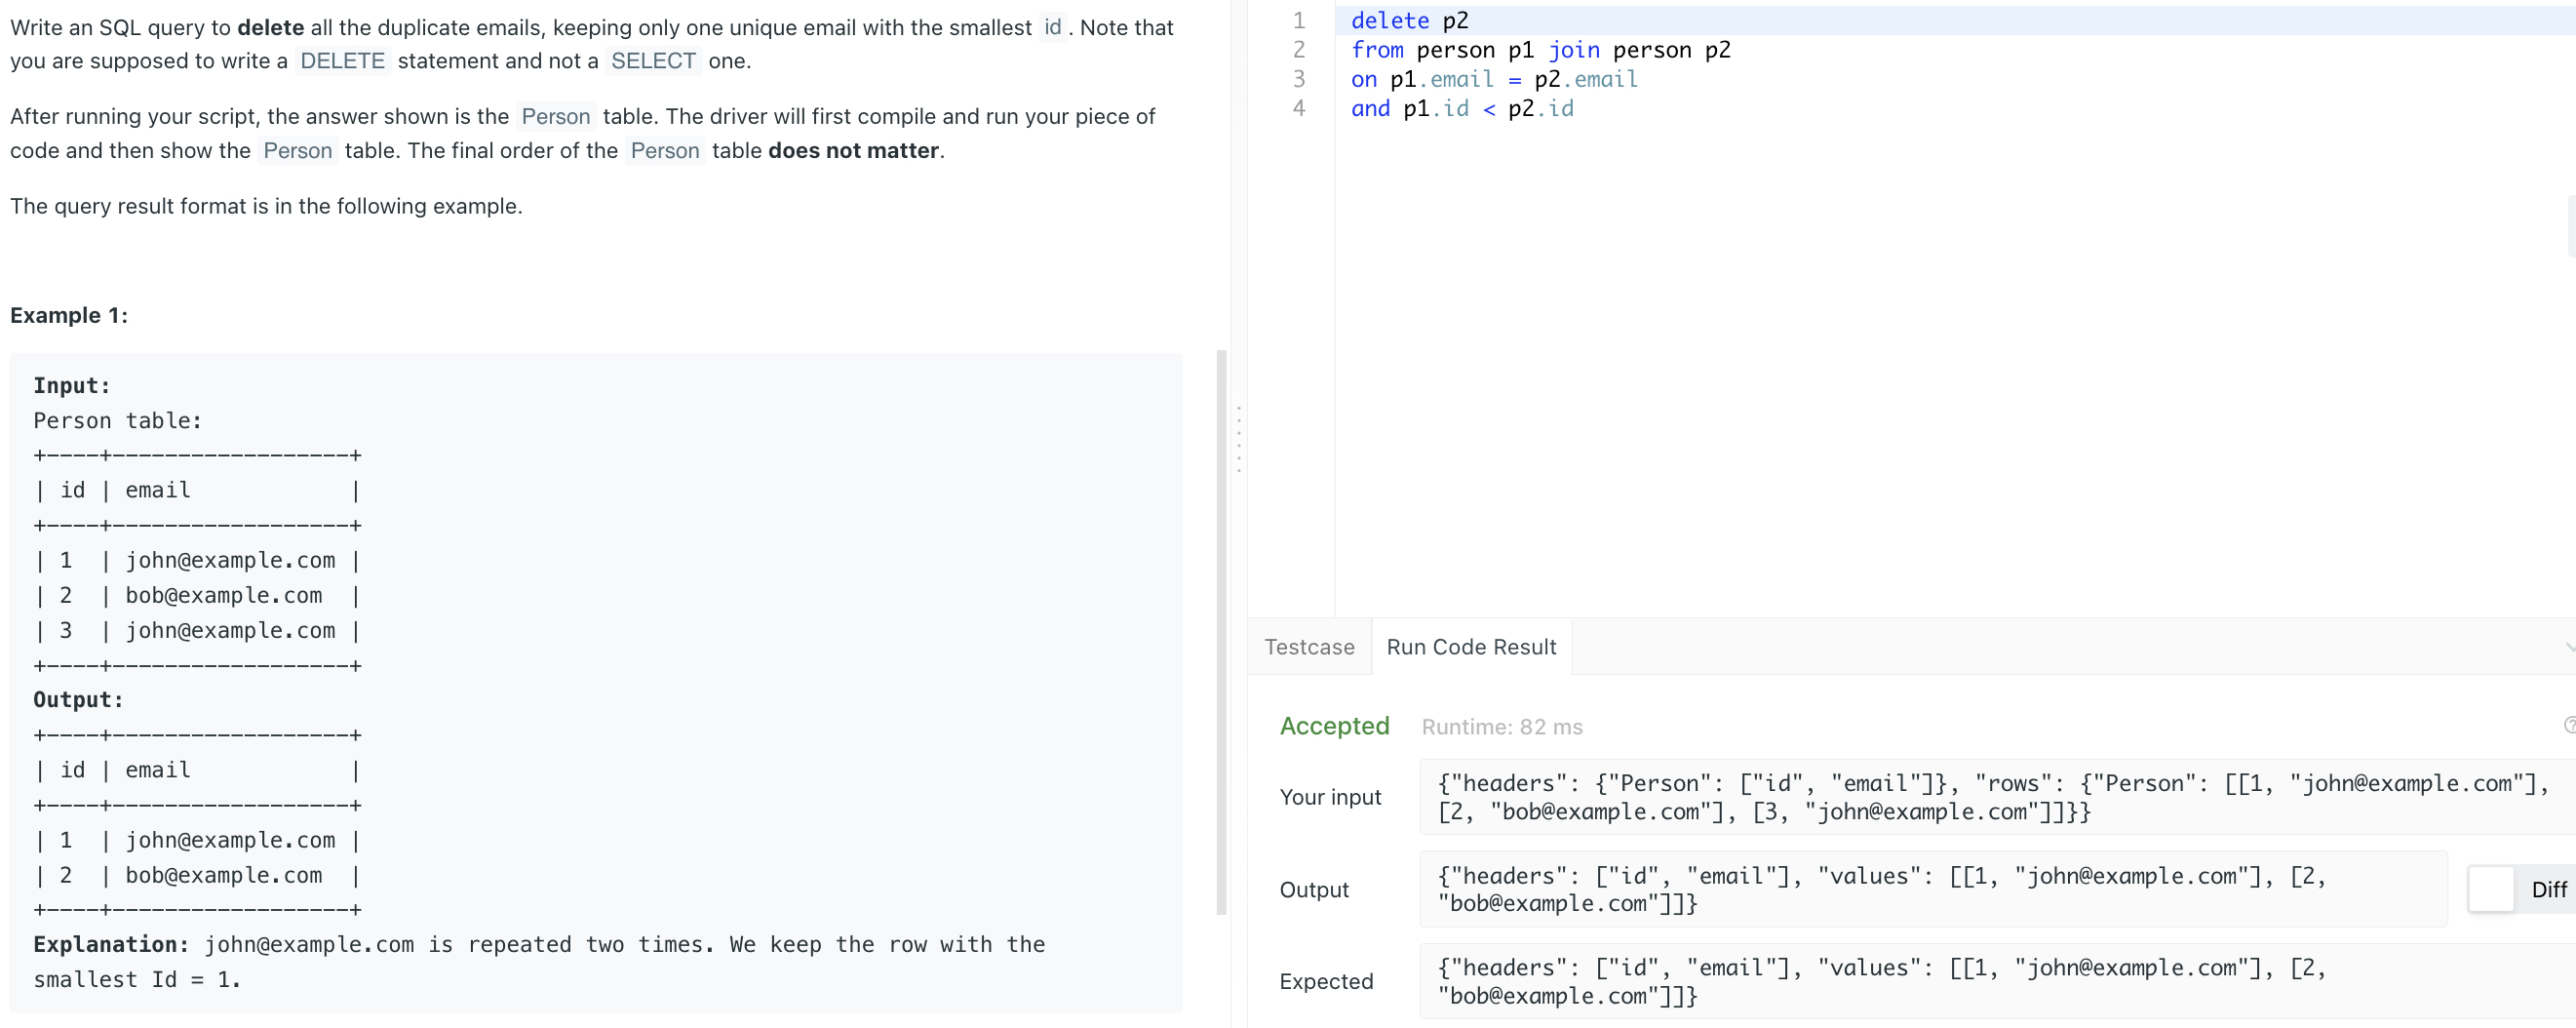 Write an SQL query to delete all the duplicate emails, keeping only one unique email with the smallest id. Note that
you are supposed to write a DELETE statement and not a SELECT one.
After running your script, the answer shown is the Person table. The driver will first compile and run your piece of
code and then show the Person table. The final order of the Person table does not matter.
The query result format is in the following example.
Example 1:
Input:
Person table:
+----+------------------+
| id | email            |
+----+------------------+
| 1  | john@example.com |
| 2  | bob@example.com  |
| 3  | john@example.com |
+----+------------------+
Output:
+----+------------------+
| id | email            |
+----+------------------+
| 1  | john@example.com |
| 2  | bob@example.com  |
+----+------------------+
Explanation: john@example.com is repeated two times. We keep the row with the
smallest Id = 1.
1 delete p2
2 from person p1 join person p2
3 on p1.email = p2.email
4 and p1.id < p2.id
Testcase Run Code Result
Accepted Runtime: 82 ms
Your input
{"headers": {"Person": ["id", "email"]}, "rows": {"Person": [[1, "john@example.com"],
[2, "bob@example.com"], [3, "john@example.com"]]}}
Output
{"headers": ["id", "email"], "values": [[1, "john@example.com"], [2,
"bob@example.com"]]}
Diff
Expected
{"headers": ["id", "email"], "values": [[1, "john@example.com"], [2,
"bob@example.com"]]}